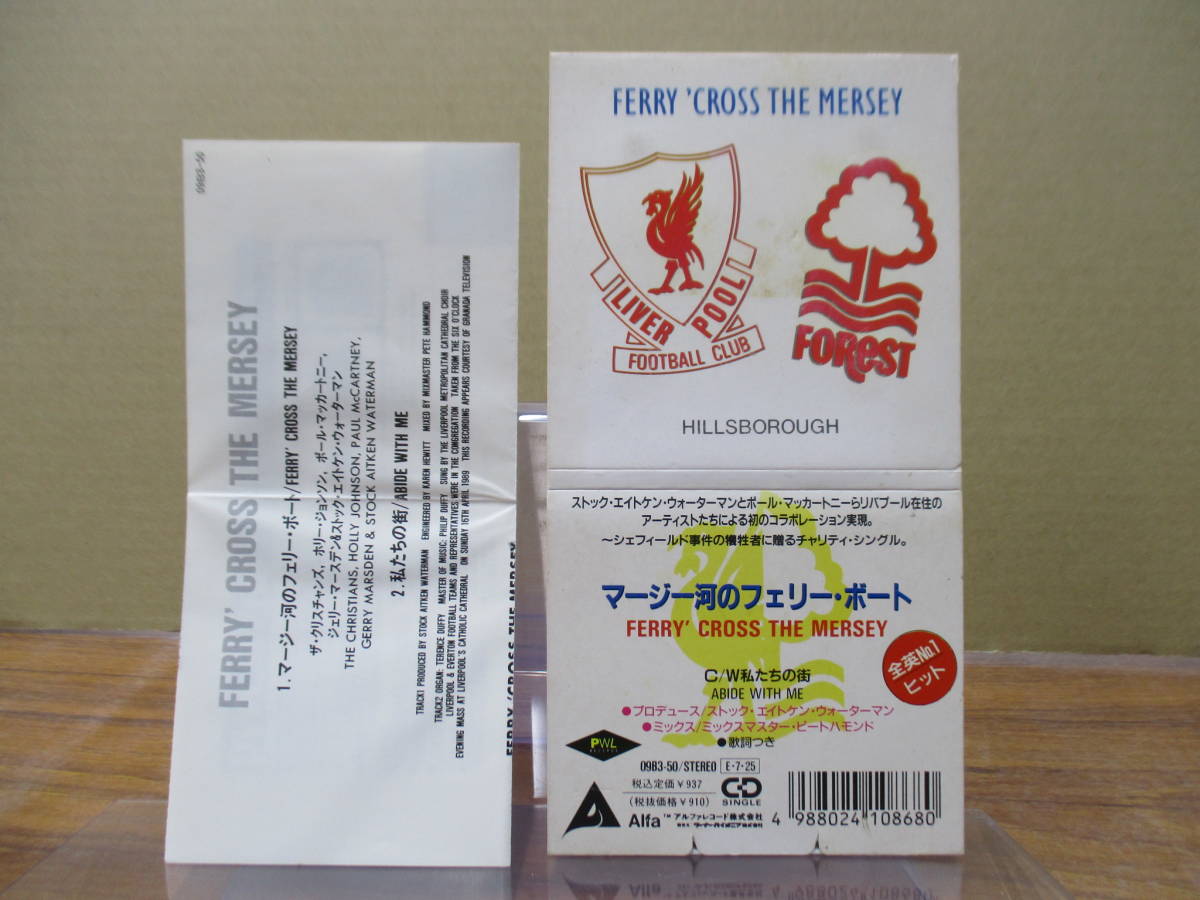 09B3-50
FERRY' CROSS THE MERSEY
1. マージー河のフェリー・ボート/FERRY' CROSS THE MERSEY
ザ・クリスチャンズ, ホリー・ジョンソン, ポール・マッカートニー,
ジェリー・マースデン&ストック・エイトケン・ウォーターマン
THE CHRISTIANS, HOLLY JOHNSON, PAUL McCARTNEY,
GERRY MARSDEN & STOCK AITKEN WATERMAN
2. 私たちの街/ABIDE WITH ME
TRACK1 PRODUCED BY STOCK AITKEN WATERMAN ENGINEERED BY KAREN HEWITT MIXED BY MIXMASTER PETE HAMMOND
TRACK2 ORGAN: TERENCE DUFFY MASTER OF MUSIC: PHILIP DUFFY SUNG BY THE LIVERPOOL METROPOLITAN CATHEDRAL CHOIR
LIVERPOOL & EVERTON FOOTBALL TEAMS AND REPRESENTATIVES WERE IN THE CONGREGATION TAKEN FROM THE SIX O'CLOCK
EVENING MASS AT LIVERPOOL'S CATHOLIC CATHEDRAL ON SUNDAY 16TH APRIL 1989 THIS RECORDING APPEARS COURTESY OF GRANADA TELEVISION
FERRY 'CROSS THE MERSEY
FERRY 'CROSS THE MERSEY
LIVER POOL
FOOTBALL CLUB
FOREST
HILLSBOROUGH
ストック・エイトケン・ウォーターマンとポール・マッカートニーらリバプール在住の
アーティストたちによる初のコラボレーション実現。
〜シェフィールド事件の犠牲者に贈るチャリティ・シングル。
マージー河のフェリー・ボート
FERRY' CROSS THE MERSEY
全英No.1
ヒット
C/W私たちの街
ABIDE WITH ME
●プロデュース/ストック・エイトケン・ウォーターマン
●ミックス/ミックスマスター・ピートハモンド
●歌詞つき
PWL
09B3-50/STEREO E・7・25
税込定価¥937
(税抜価格¥910)
CD
SINGLE
Alfa ™ アルファレコード株式会社
4 988024 108680